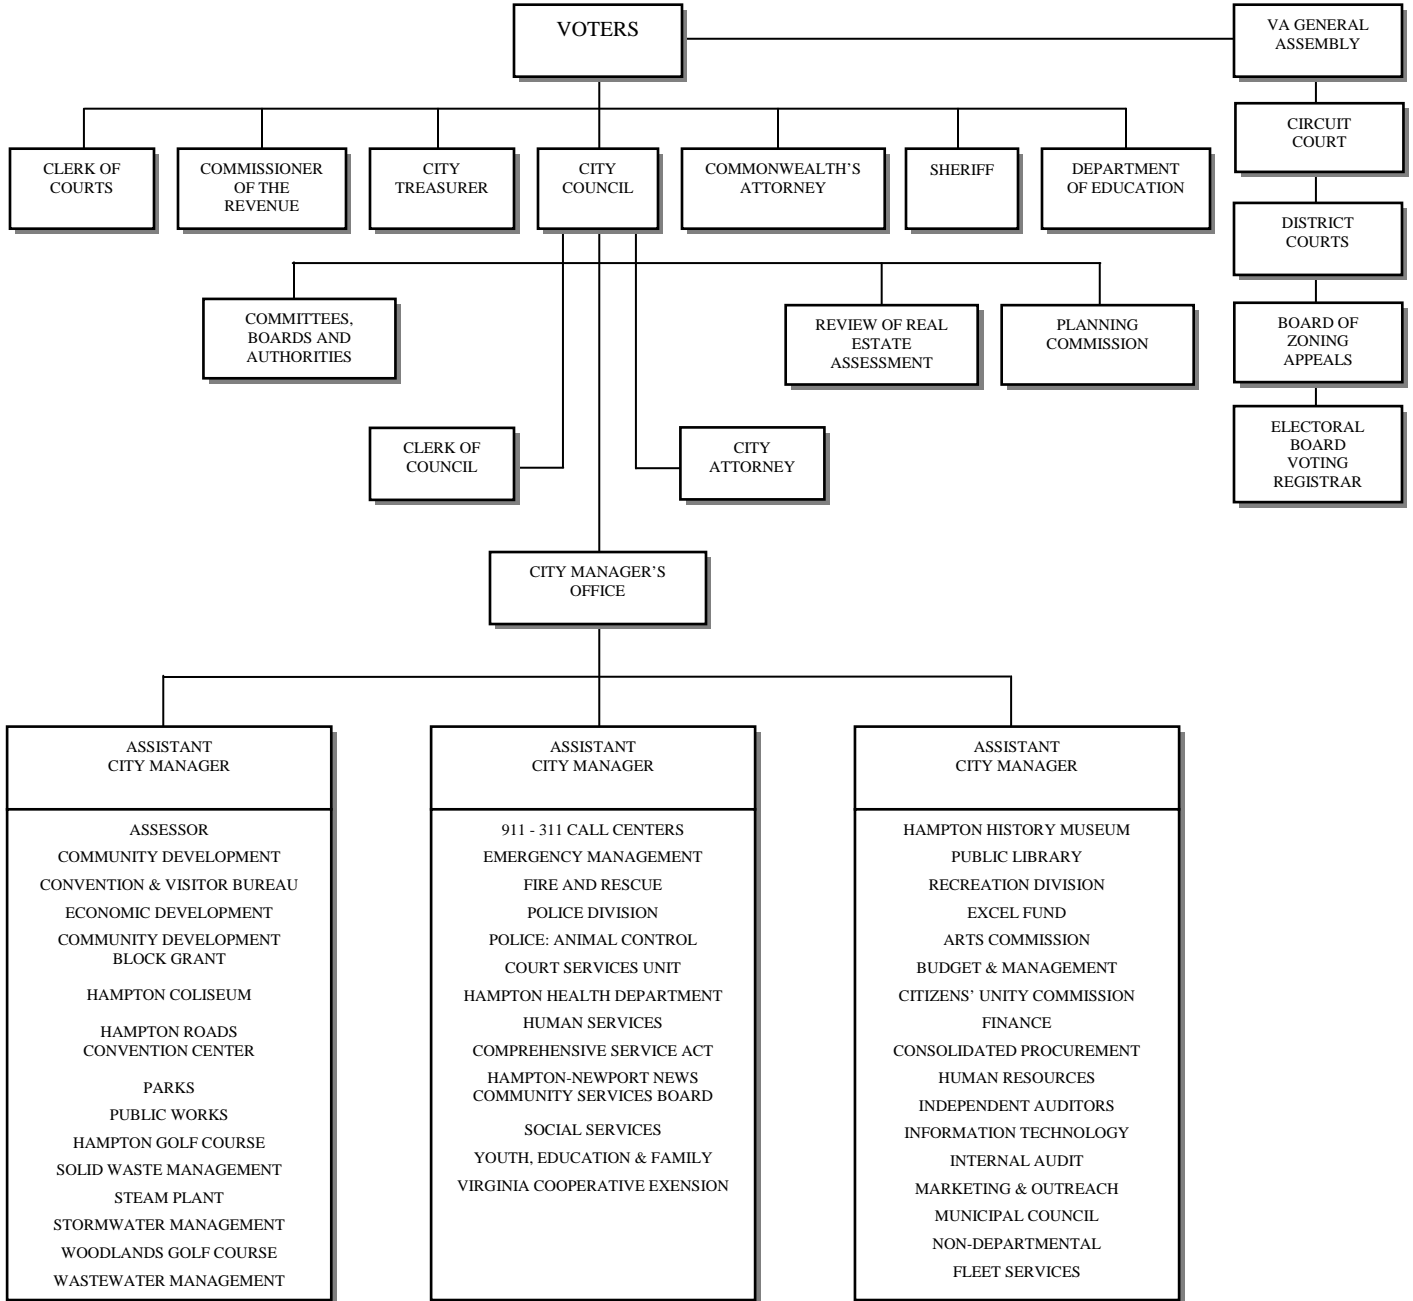 VOTERS
VA GENERAL
ASSEMBLY
CIRCUIT
COURT
CLERK OF
COURTS
COMMISSIONER
OF THE
REVENUE
CITY
TREASURER
CITY
COUNCIL
COMMONWEALTH'S
ATTORNEY
SHERIFF
DEPARTMENT
OF EDUCATION
DISTRICT
COURTS
COMMITTEES,
BOARDS AND
AUTHORITIES
REVIEW OF REAL
ESTATE
ASSESSMENT
PLANNING
COMMISSION
BOARD OF
ZONING
APPEALS
CLERK OF
COUNCIL
CITY
ATTORNEY
ELECTORAL
BOARD
VOTING
REGISTRAR
CITY MANAGER'S
OFFICE
ASSISTANT
CITY MANAGER
ASSESSOR
COMMUNITY DEVELOPMENT
CONVENTION & VISITOR BUREAU
ECONOMIC DEVELOPMENT
COMMUNITY DEVELOPMENT
BLOCK GRANT
HAMPTON COLISEUM
HAMPTON ROADS
CONVENTION CENTER
PARKS
PUBLIC WORKS
HAMPTON GOLF COURSE
SOLID WASTE MANAGEMENT
STEAM PLANT
STORMWATER MANAGEMENT
WOODLANDS GOLF COURSE
WASTEWATER MANAGEMENT
ASSISTANT
CITY MANAGER
911 - 311 CALL CENTERS
EMERGENCY MANAGEMENT
FIRE AND RESCUE
POLICE DIVISION
POLICE: ANIMAL CONTROL
COURT SERVICES UNIT
HAMPTON HEALTH DEPARTMENT
HUMAN SERVICES
COMPREHENSIVE SERVICE ACT
HAMPTON-NEWPORT NEWS
COMMUNITY SERVICES BOARD
SOCIAL SERVICES
YOUTH, EDUCATION & FAMILY
VIRGINIA COOPERATIVE EXENSION
ASSISTANT
CITY MANAGER
HAMPTON HISTORY MUSEUM
PUBLIC LIBRARY
RECREATION DIVISION
EXCEL FUND
ARTS COMMISSION
BUDGET & MANAGEMENT
CITIZENS' UNITY COMMISSION
FINANCE
CONSOLIDATED PROCUREMENT
HUMAN RESOURCES
INDEPENDENT AUDITORS
INFORMATION TECHNOLOGY
INTERNAL AUDIT
MARKETING & OUTREACH
MUNICIPAL COUNCIL
NON-DEPARTMENTAL
FLEET SERVICES